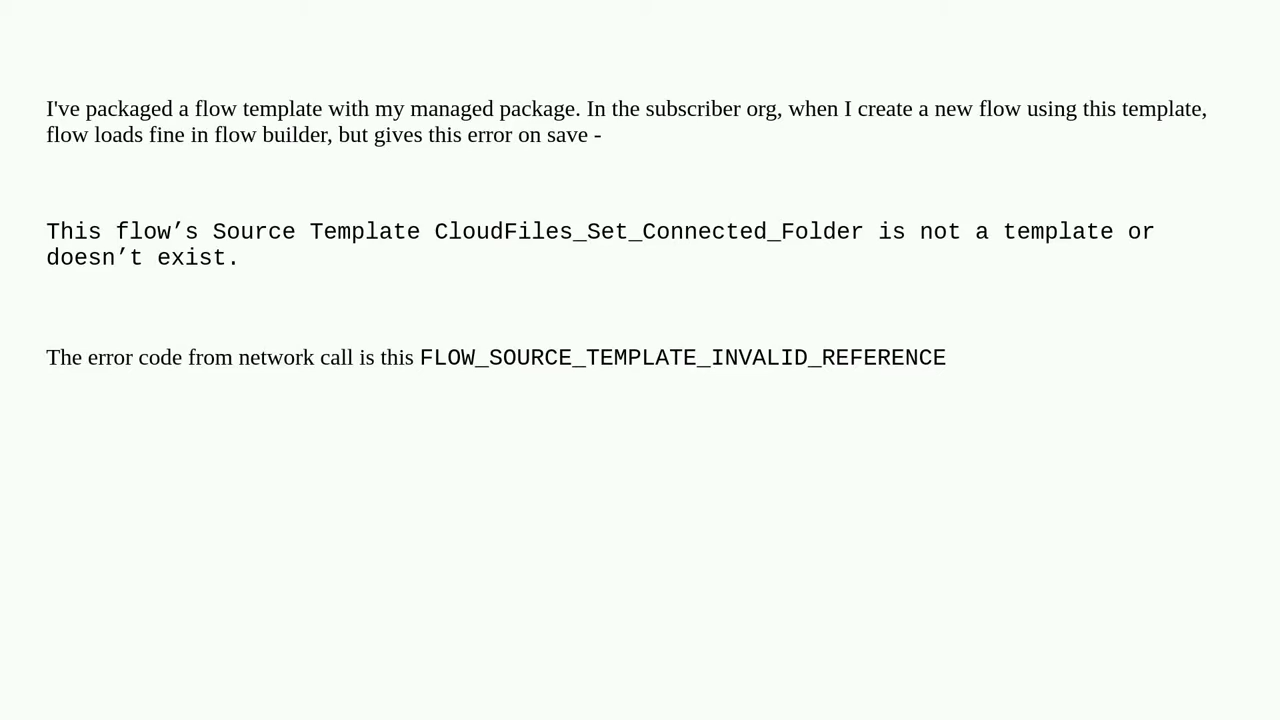 I've packaged a flow template with my managed package. In the subscriber org, when I create a new flow using this template,
flow loads fine in flow builder, but gives this error on save -
This flow’s Source Template CloudFiles_Set_Connected_Folder is not a template or
doesn’t exist.
The error code from network call is this FLOW_SOURCE_TEMPLATE_INVALID_REFERENCE